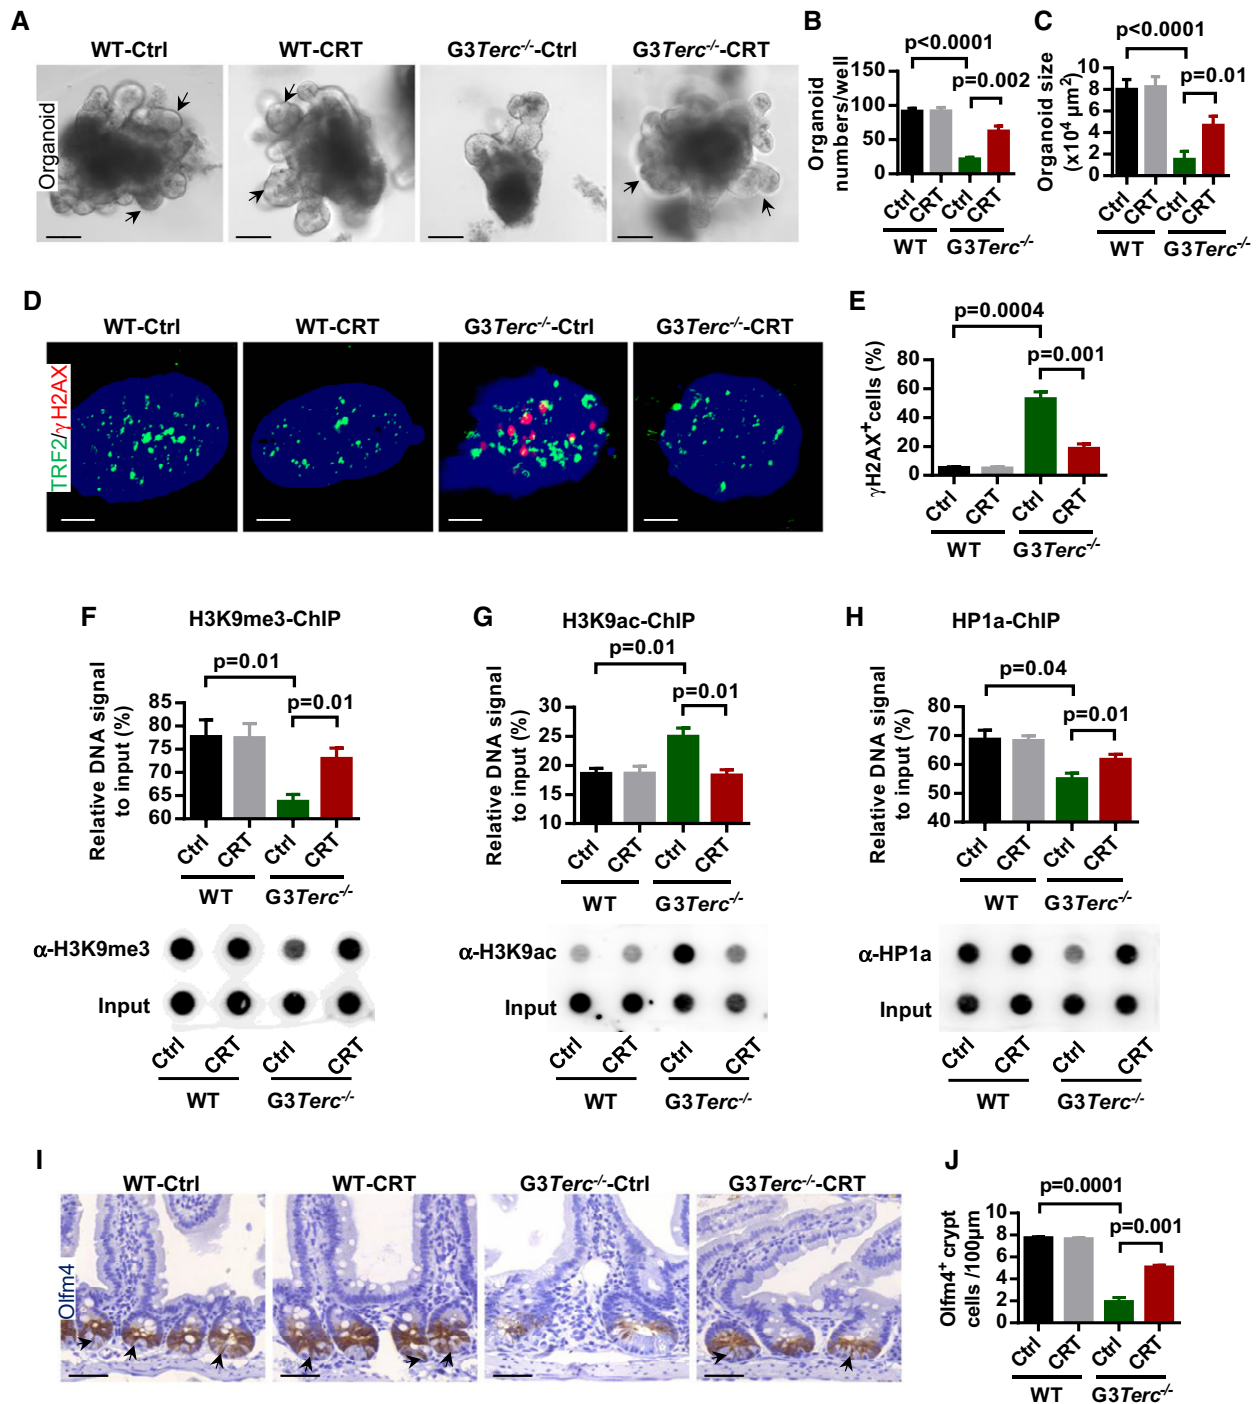 A
WT-Ctrl
WT-CRT
G3Terc-/--Ctrl
G3Terc-/--CRT
Organoid
B
p<0.0001
p=0.002
Organoid
numbers/well
150
100
50
0
Ctrl
CRT
Ctrl
CRT
WT
G3Terc-/-
C
p<0.0001
p=0.01
Organoid size
(x10⁴ µm²)
10
8
6
4
2
0
Ctrl
CRT
Ctrl
CRT
WT
G3Terc-/-
D
WT-Ctrl
WT-CRT
G3Terc-/--Ctrl
G3Terc-/--CRT
TRF2/γH2AX
E
p=0.0004
p=0.001
γH2AX+cells (%)
80
60
40
20
0
Ctrl
CRT
Ctrl
CRT
WT
G3Terc-/-
F
H3K9me3-ChIP
p=0.01
p=0.01
Relative DNA signal
to input (%)
85
78
75
65
60
Ctrl
CRT
Ctrl
CRT
WT
G3Terc-/-
α-H3K9me3
Input
Ctrl
CRT
Ctrl
CRT
WT
G3Terc-/-
G
H3K9ac-ChIP
p=0.01
p=0.01
Relative DNA signal
to input (%)
30
20
15
10
Ctrl
CRT
Ctrl
CRT
WT
G3Terc-/-
α-H3K9ac
Input
Ctrl
CRT
Ctrl
CRT
WT
G3Terc-/-
H
HP1a-ChIP
p=0.04
p=0.01
Relative DNA signal
to input (%)
80
70
60
50
40
Ctrl
CRT
Ctrl
CRT
WT
G3Terc-/-
α-HP1a
Input
Ctrl
CRT
Ctrl
CRT
WT
G3Terc-/-
I
WT-Ctrl
WT-CRT
G3Terc-/--Ctrl
G3Terc-/--CRT
Olfm4
J
p=0.0001
p=0.001
Olfm4+ crypt
cells /100µm
10
8
6
4
2
0
Ctrl
CRT
Ctrl
CRT
WT
G3Terc-/-